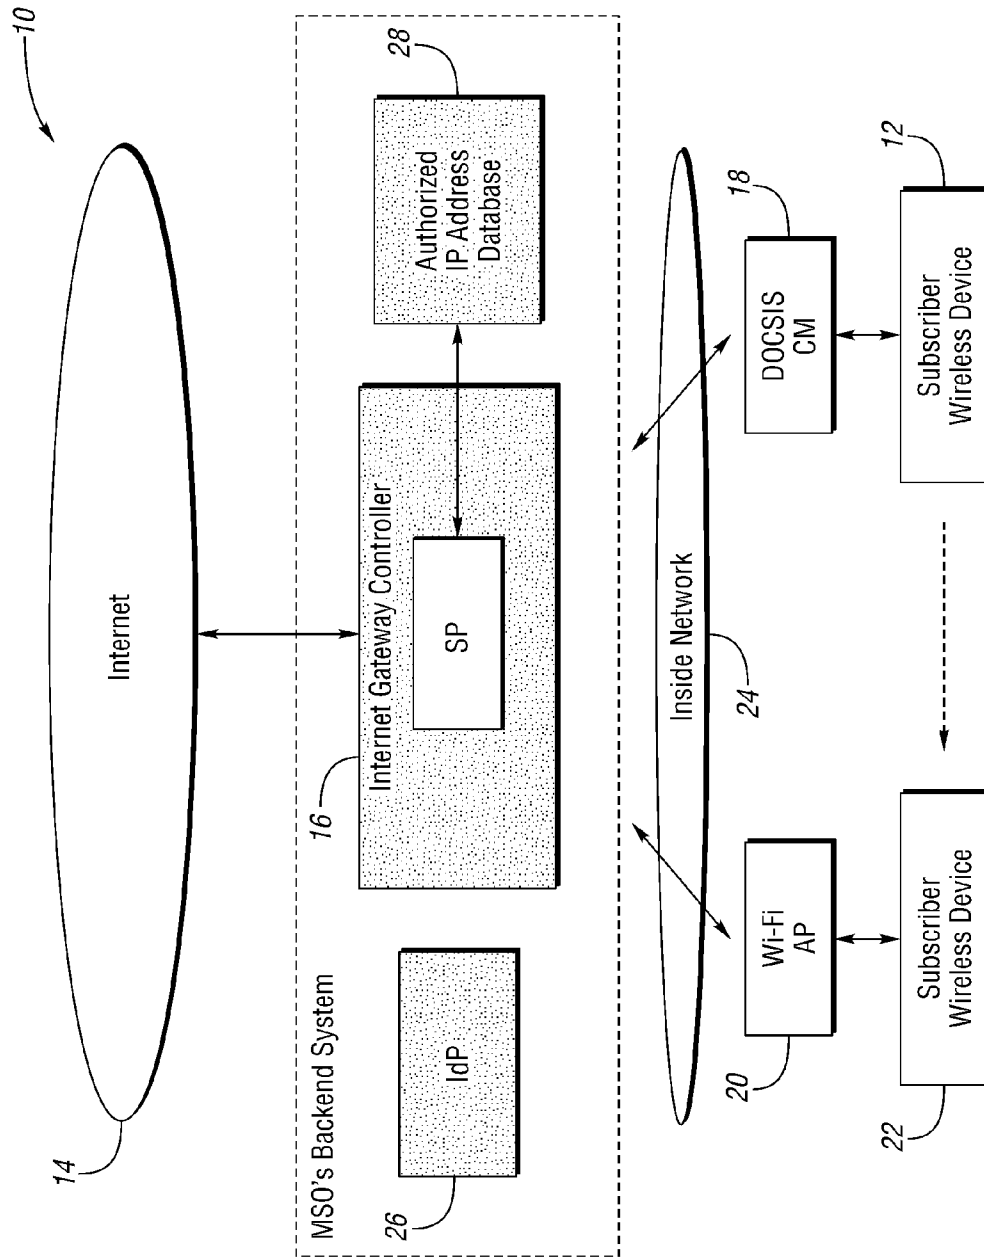 10
14
Internet
MSO's Backend System
26
IdP
16
Internet Gateway Controller
SP
28
Authorized
IP Address
Database
Inside Network
24
20
Wi-Fi
AP
18
DOCSIS
CM
22
Subscriber
Wireless Device
12
Subscriber
Wireless Device